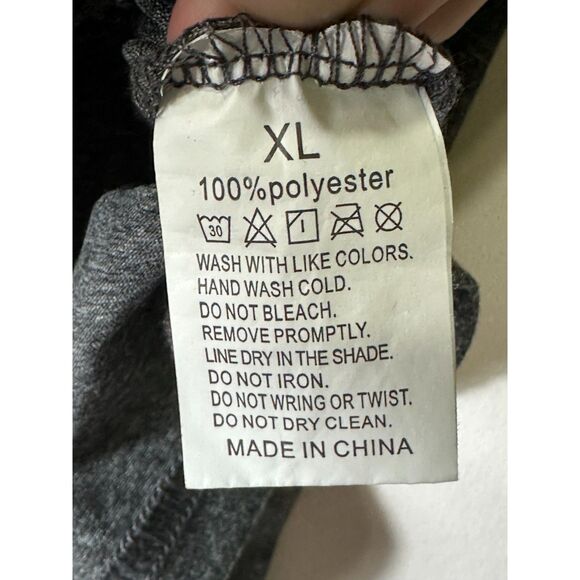 XL
100%polyester
30
WASH WITH LIKE COLORS.
HAND WASH COLD.
DO NOT BLEACH.
REMOVE PROMPTLY.
LINE DRY IN THE SHADE.
DO NOT IRON.
DO NOT WRING OR TWIST.
DO NOT DRY CLEAN.
MADE IN CHINA